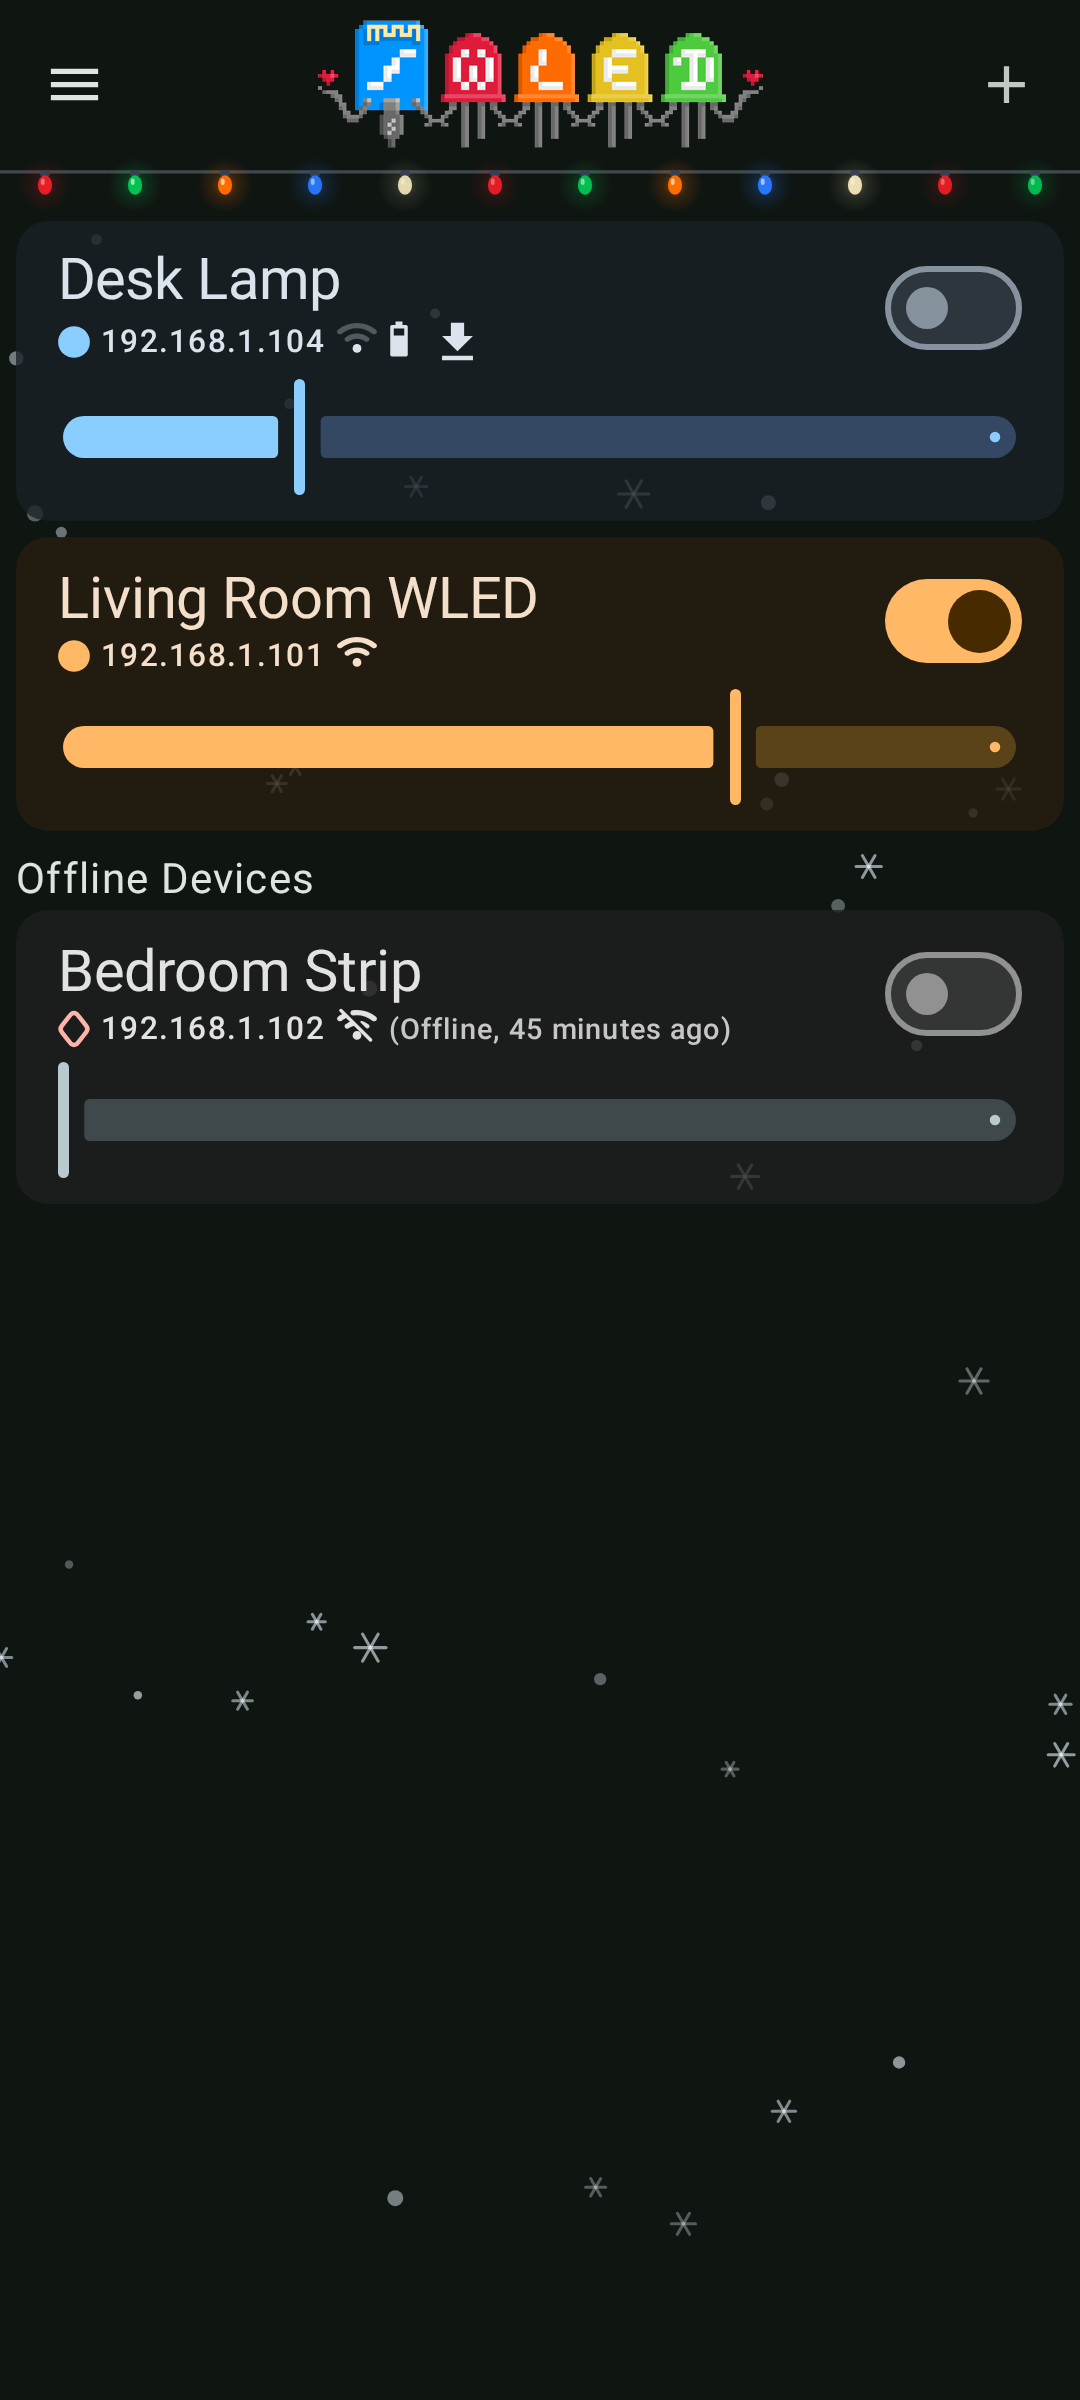 WLED
Desk Lamp
192.168.1.104
Living Room WLED
192.168.1.101
Offline Devices
Bedroom Strip
192.168.1.102 (Offline, 45 minutes ago)